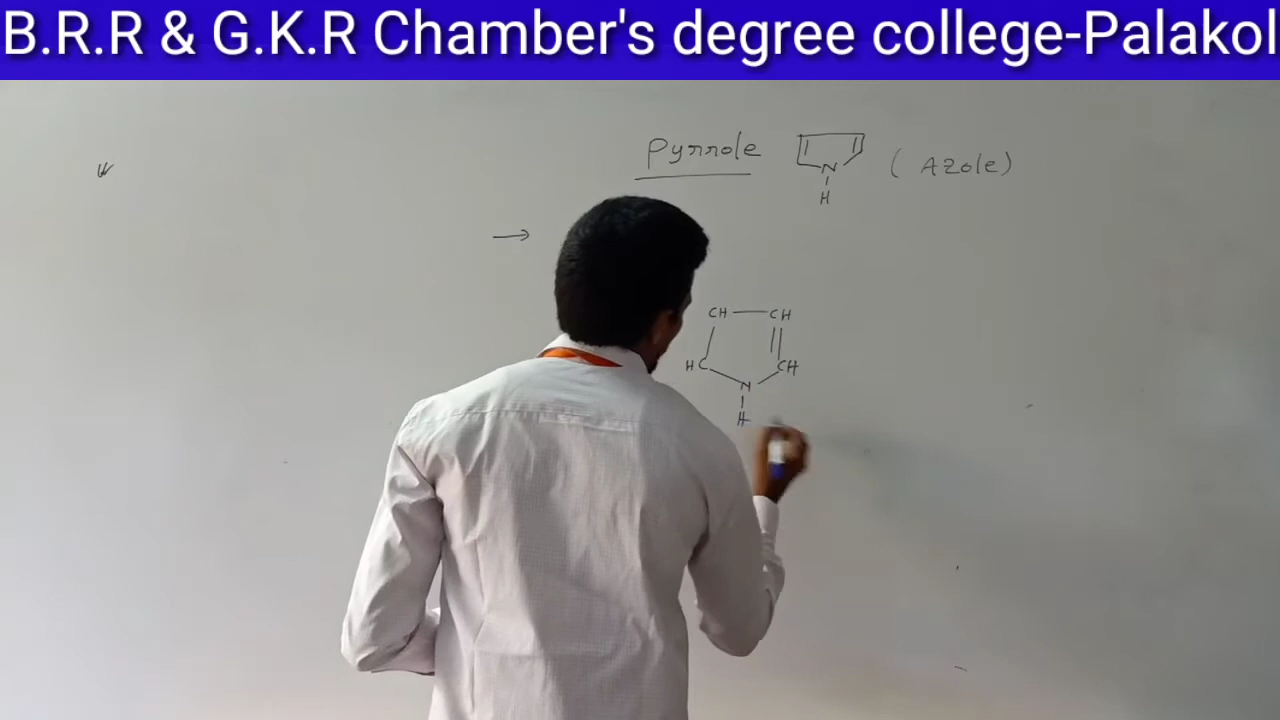 B.R.R & G.K.R Chamber's degree college-Palakol
Pyrrole N ( Azole)
H
CH CH
HC CH
N
H